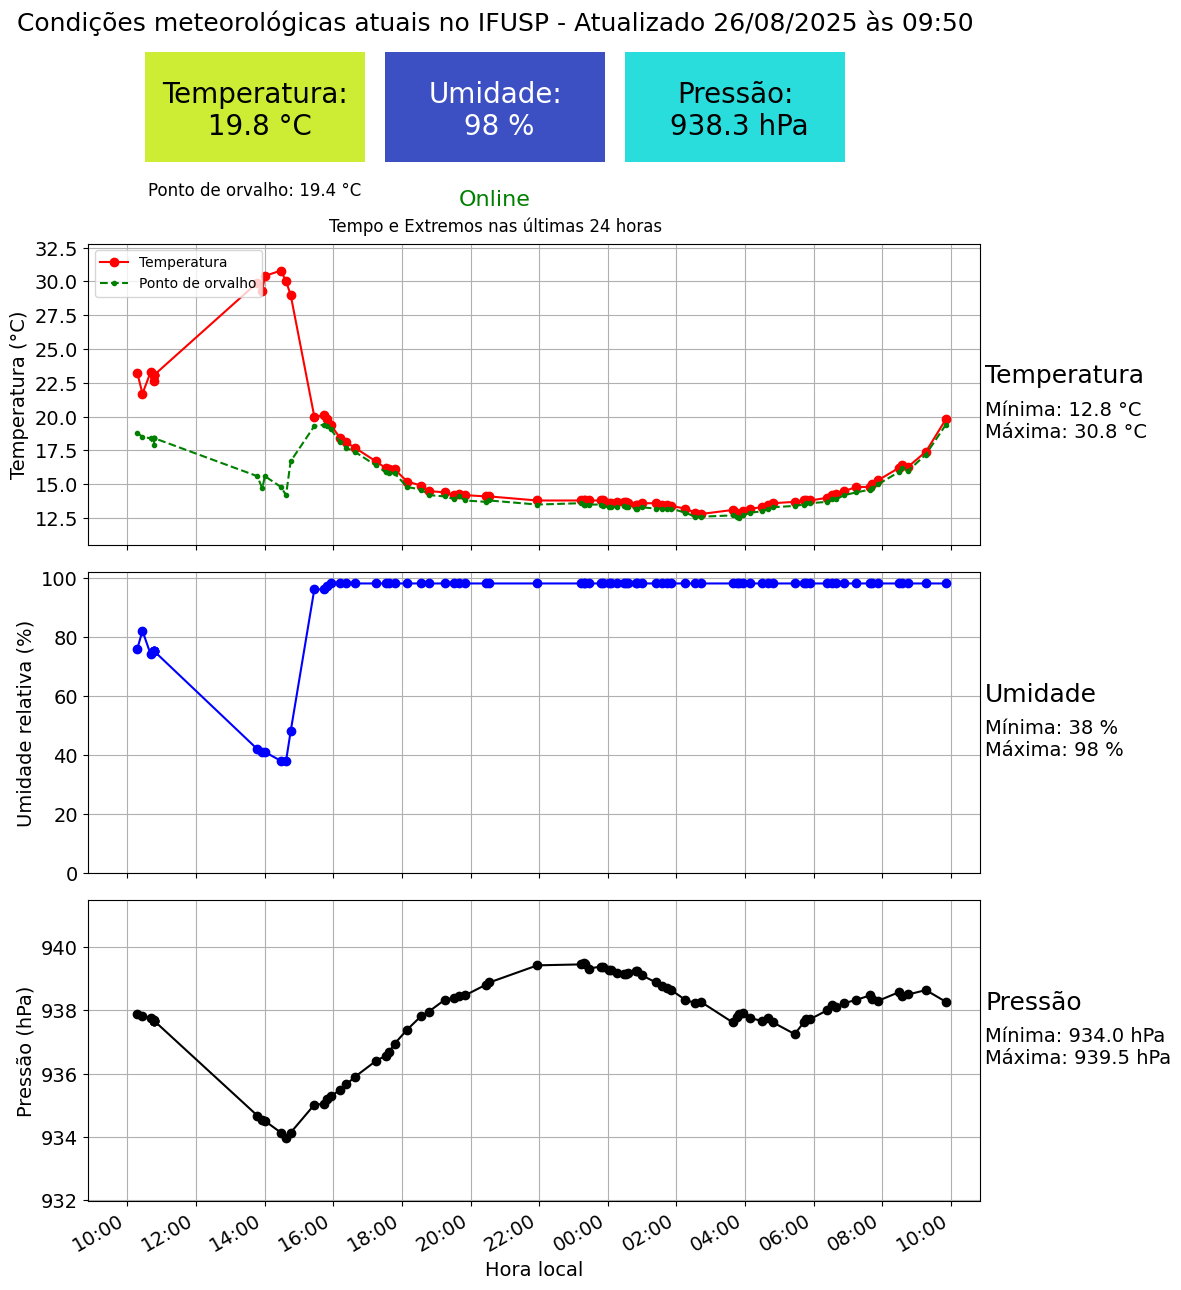 Condições meteorológicas atuais no IFUSP - Atualizado 26/08/2025 às 09:50
Temperatura:
19.8 °C
Umidade:
98 %
Pressão:
938.3 hPa
Ponto de orvalho: 19.4 °C
Online
Tempo e Extremos nas últimas 24 horas
Temperatura
Ponto de orvalho
Temperatura (°C)
32.5
30.0
27.5
25.0
22.5
20.0
17.5
15.0
12.5
Temperatura
Mínima: 12.8 °C
Máxima: 30.8 °C
Umidade relativa (%)
100
80
60
40
20
0
Umidade
Mínima: 38 %
Máxima: 98 %
Pressão (hPa)
940
938
936
934
932
Pressão
Mínima: 934.0 hPa
Máxima: 939.5 hPa
10:00
12:00
14:00
16:00
18:00
20:00
22:00
00:00
02:00
04:00
06:00
08:00
10:00
Hora local